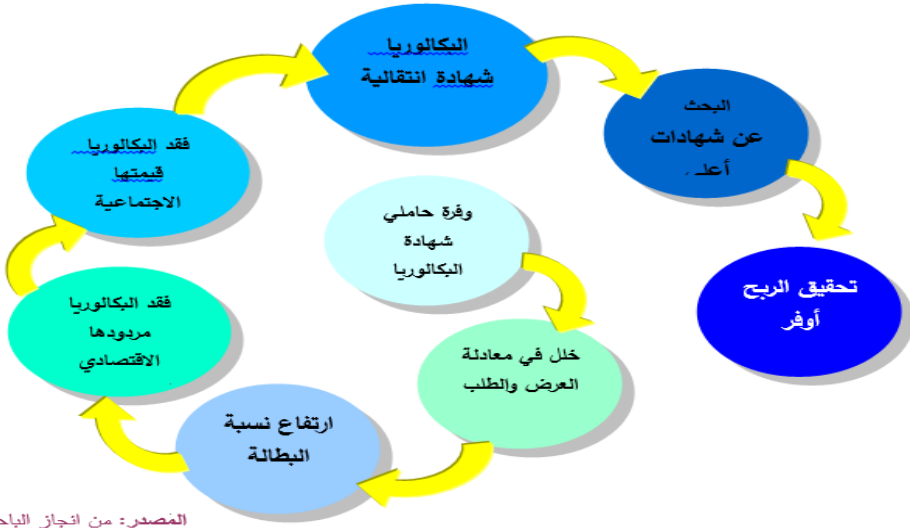 البكالوريا
شهادة انتقالية
البحث
عن شهادات
أعلى
تحقيق الربح
أوفر
فقد البكالوريا
قيمتها
الاجتماعية
وفرة حاملي
شهادة
البكالوريا
فقد البكالوريا
مردودها
الاقتصادي
خلل في معادلة
العرض والطلب
ارتفاع نسبة
البطالة
المصدر: من انجاز